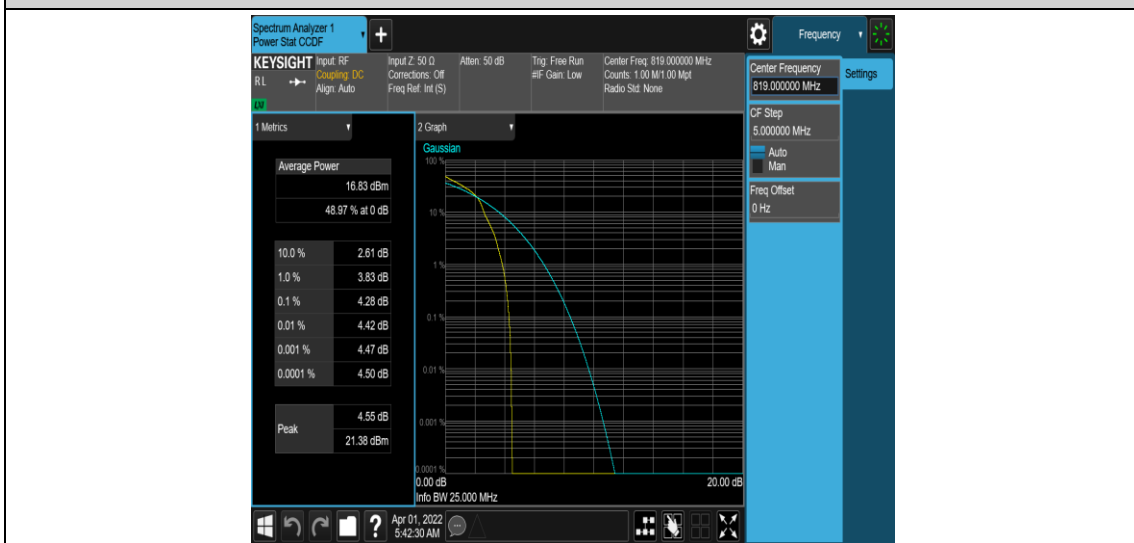 Spectrum Analyzer 1
Power Stat CCDF
+
Frequency
KEYSIGHT
RL
LXI
Input: RF
Coupling: DC
Align: Auto
Input Z: 50 Ω
Corrections: Off
Freq Ref: Int (S)
Atten: 50 dB
Trig: Free Run
#IF Gain: Low
Center Freq: 819.000000 MHz
Counts: 1.00 M/1.00 Mpt
Radio Std: None
Center Frequency
819.000000 MHz
Settings
CF Step
5.000000 MHz
Auto
Man
Freq Offset
0 Hz
1 Metrics
Average Power
16.83 dBm
48.97 % at 0 dB
10.0 % 2.61 dB
1.0 % 3.83 dB
0.1 % 4.28 dB
0.01 % 4.42 dB
0.001 % 4.47 dB
0.0001 % 4.50 dB
Peak
4.55 dB
21.38 dBm
2 Graph
Gaussian
100 %
10 %
1 %
0.1 %
0.01 %
0.001 %
0.0001 %
0.00 dB 20.00 dB
Info BW 25.000 MHz
?
Apr 01, 2022
5:42:30 AM